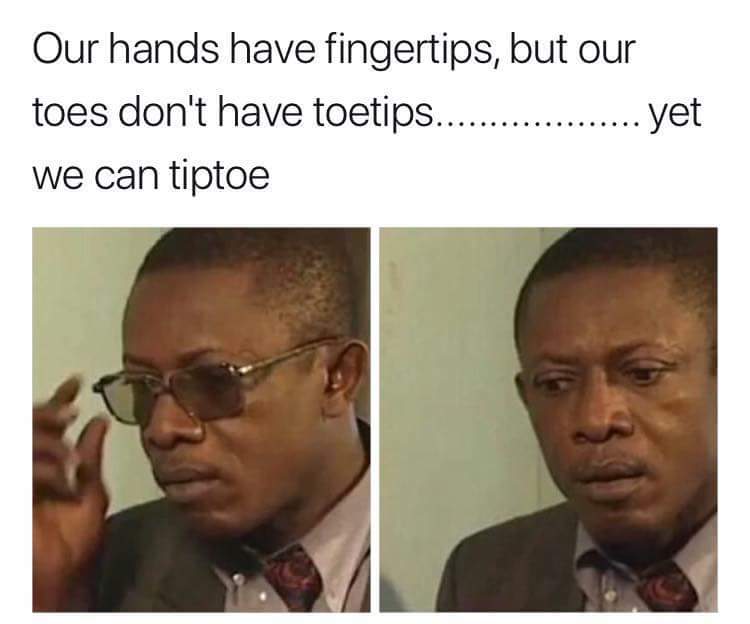 Our hands have fingertips, but our
toes don't have toetips................... yet
we can tiptoe